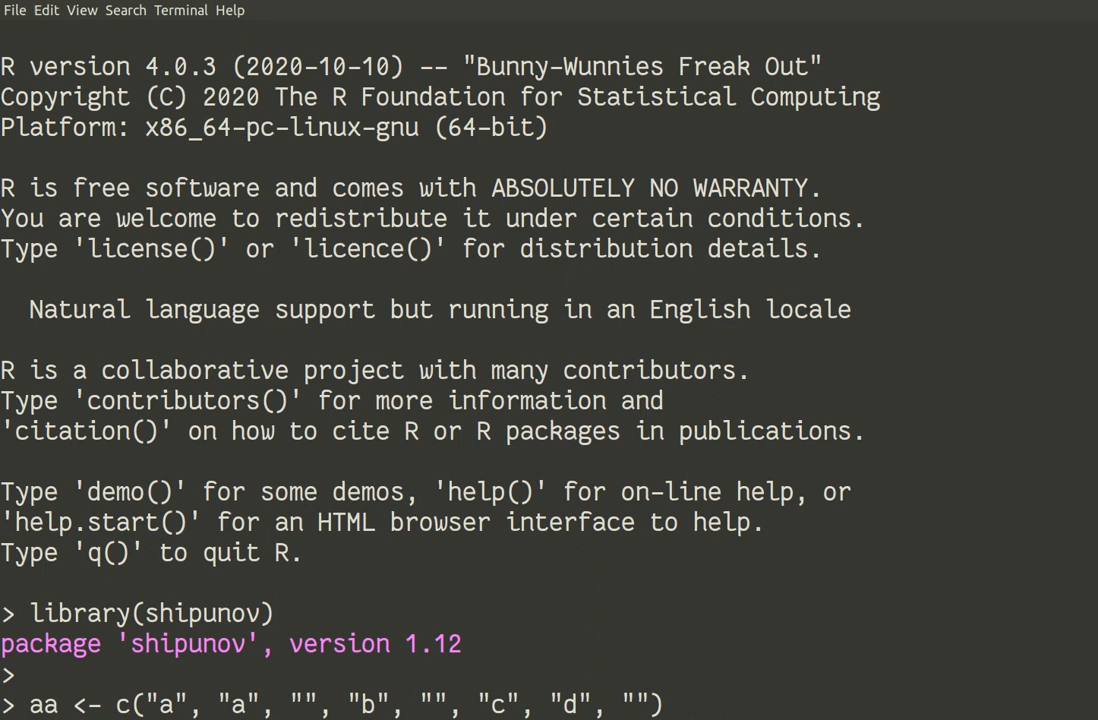 File Edit View Search Terminal Help
R version 4.0.3 (2020-10-10) -- "Bunny-Wunnies Freak Out"
Copyright (C) 2020 The R Foundation for Statistical Computing
Platform: x86_64-pc-linux-gnu (64-bit)
R is free software and comes with ABSOLUTELY NO WARRANTY.
You are welcome to redistribute it under certain conditions.
Type 'license()' or 'licence()' for distribution details.
Natural language support but running in an English locale
R is a collaborative project with many contributors.
Type 'contributors()' for more information and
'citation()' on how to cite R or R packages in publications.
Type 'demo()' for some demos, 'help()' for on-line help, or
'help.start()' for an HTML browser interface to help.
Type 'q()' to quit R.
> library(shipunov)
package 'shipunov', version 1.12
>
> aa <- c("a", "a", "", "b", "", "c", "d", "")